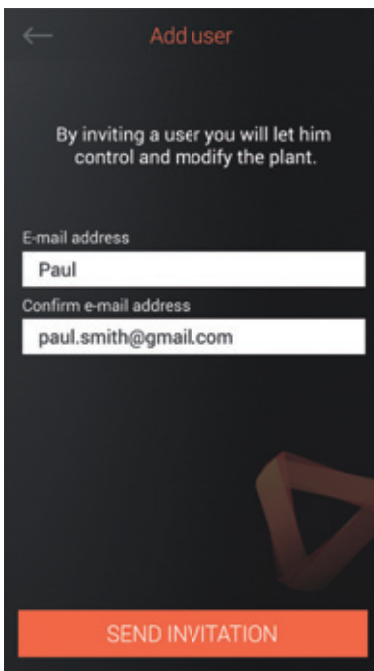 Add user
By inviting a user you will let him
control and modify the plant.
E-mail address
Paul
Confirm e-mail address
paul.smith@gmail.com
SEND INVITATION